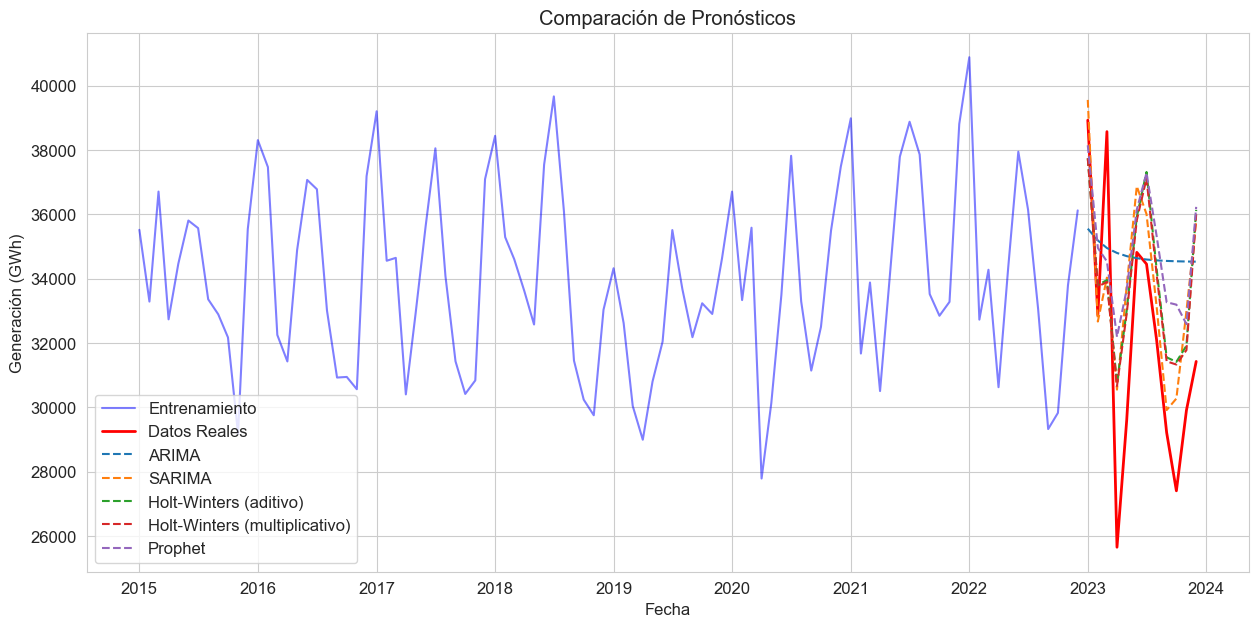 Comparación de Pronósticos
Generación (GWh)
40000
38000
36000
34000
32000
30000
28000
26000
Entrenamiento
Datos Reales
ARIMA
SARIMA
Holt-Winters (aditivo)
Holt-Winters (multiplicativo)
Prophet
2015
2016
2017
2018
2019
2020
2021
2022
2023
2024
Fecha